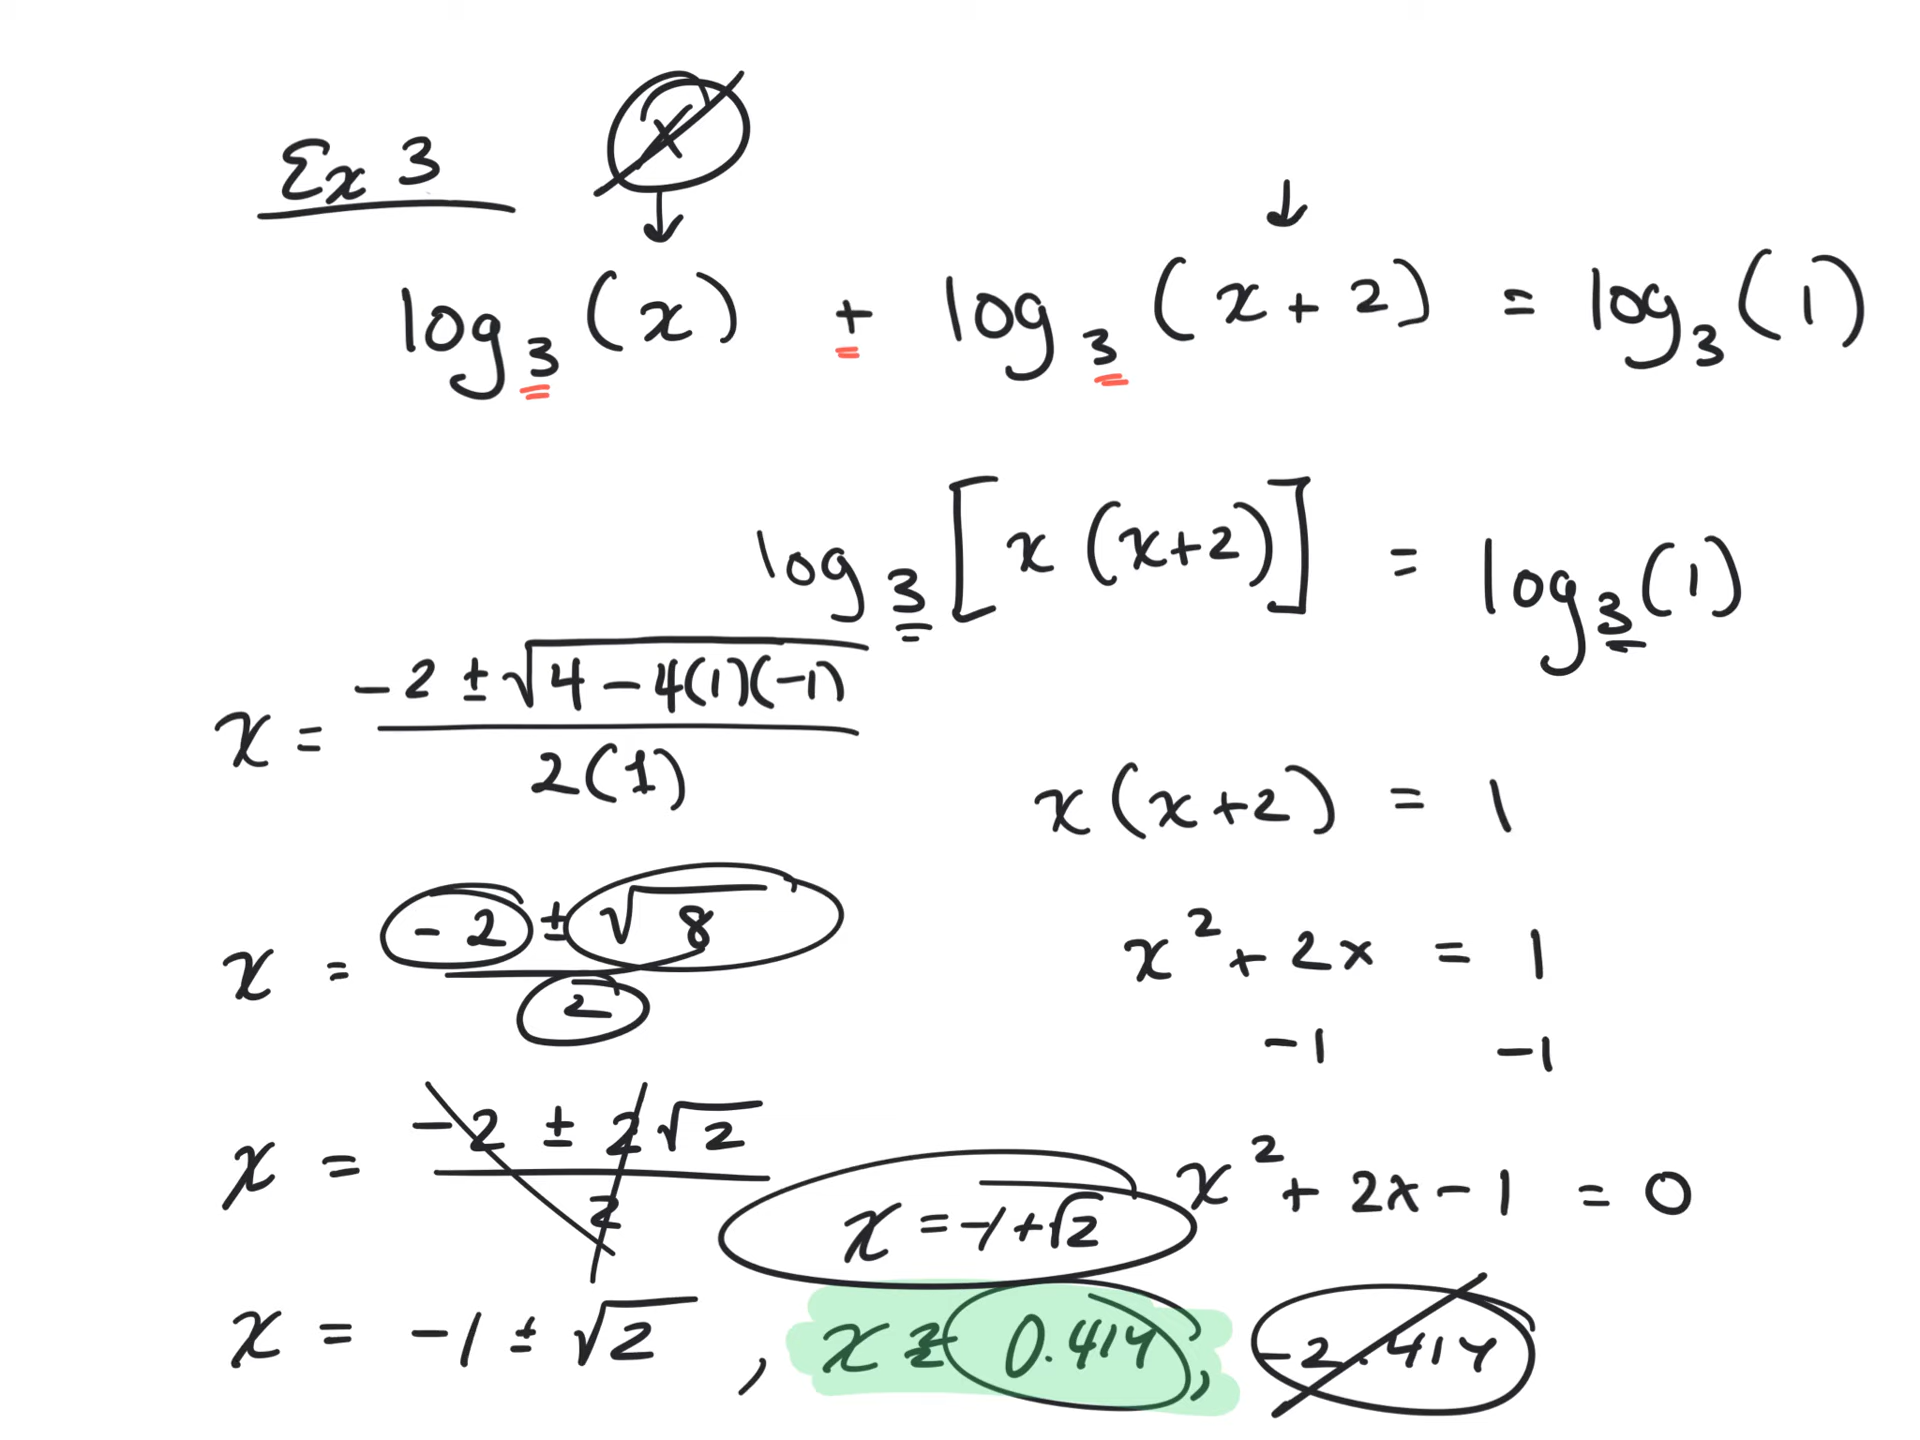 Ex 3
x
log₃(x) + log₃(x + 2) = log₃(1)
log₃[x(x+2)] = log₃(1)
x(x+2) = 1
x² + 2x = 1
-1 -1
x² + 2x - 1 = 0
x = (-2 ± √(4 - 4(1)(-1))) / 2(1)
x = (-2 ± √8) / 2
x = (-2 ± 2√2) / 2
x = -1 ± √2 ,
x = -1 + √2
x ≈ 0.414, -2.414